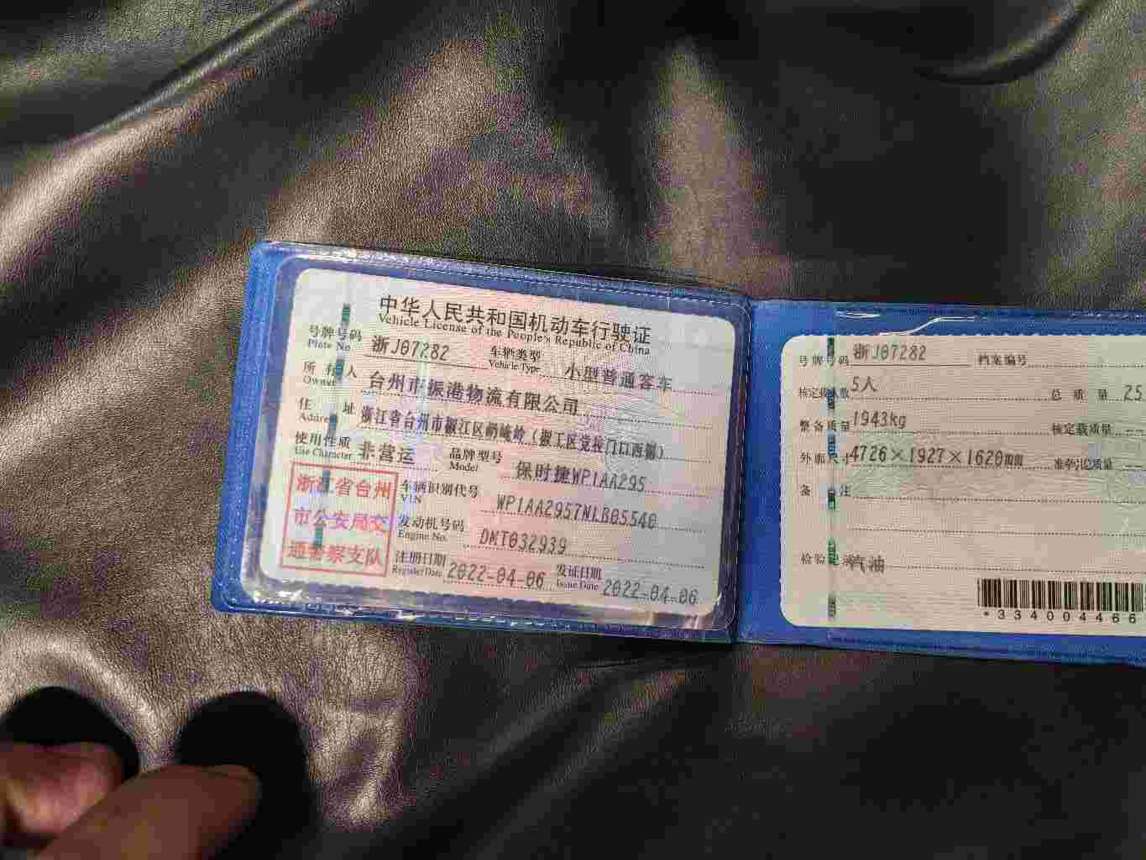 中华人民共和国机动车行驶证
Vehicle License of the People's Republic of China
号牌号码 浙J07282 车辆类型 小型普通客车
Plate No. Vehicle Type
所有人 台州市振港物流有限公司
Owner
住址 浙江省台州市椒江区
Address
使用性质 非营运 品牌型号 保时捷WP1AA295
Use Character Model
浙江省台州
市公安局交
通警察支队
车辆识别代号 WP1AA2957NLB05540
VIN
发动机号码 DMT032939
Engine No.
注册日期 2022-04-06 发证日期 2022-04-06
Register Date Issue Date
号牌号码 浙J07282 档案编号
核定载人数 5人 总质量 25
整备质量 1943kg 核定载质量 --
外廓尺寸 4726×1927×1620 准牵引总质量 --
备注
检验记录 汽油
*334004466